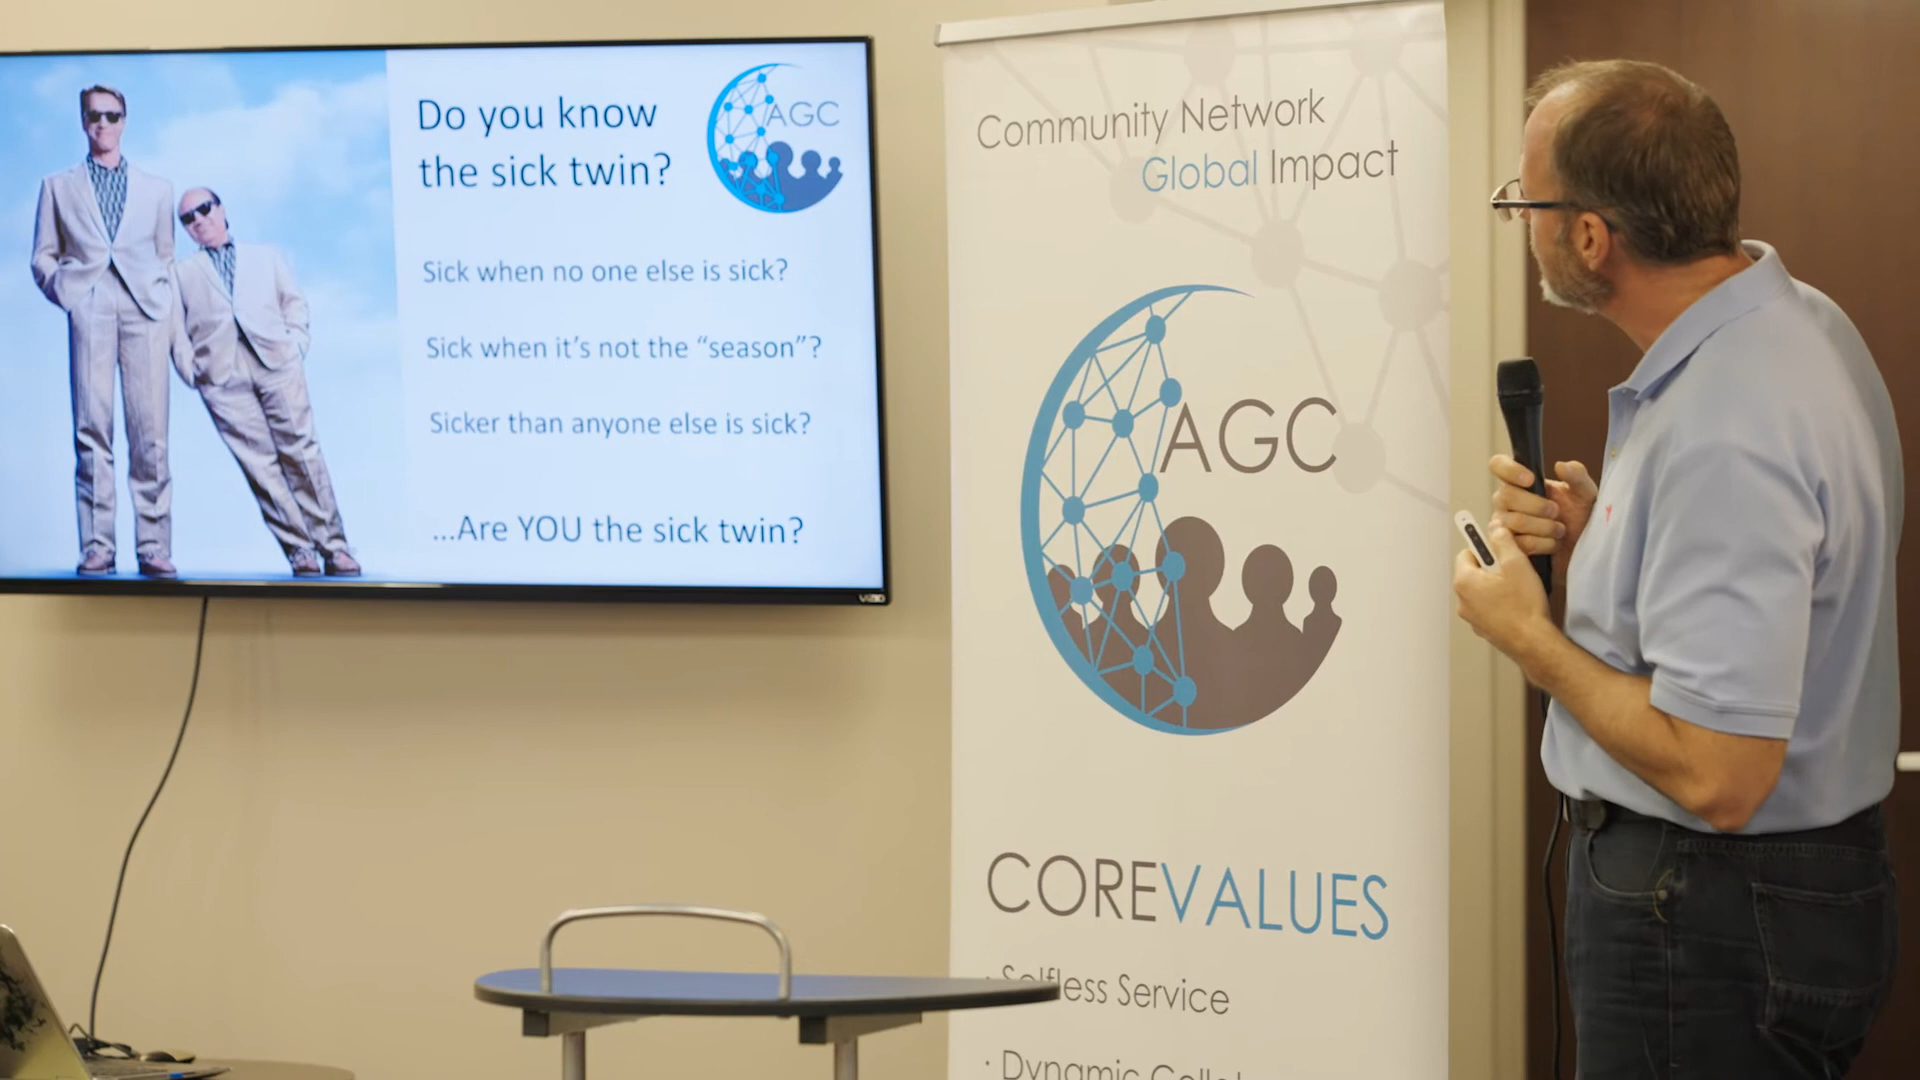 Do you know
the sick twin?
AGC
Sick when no one else is sick?
Sick when it's not the “season”?
Sicker than anyone else is sick?
...Are YOU the sick twin?
VIZIO
Community Network
Global Impact
AGC
COREVALUES
· Selfless Service
· Dynamic